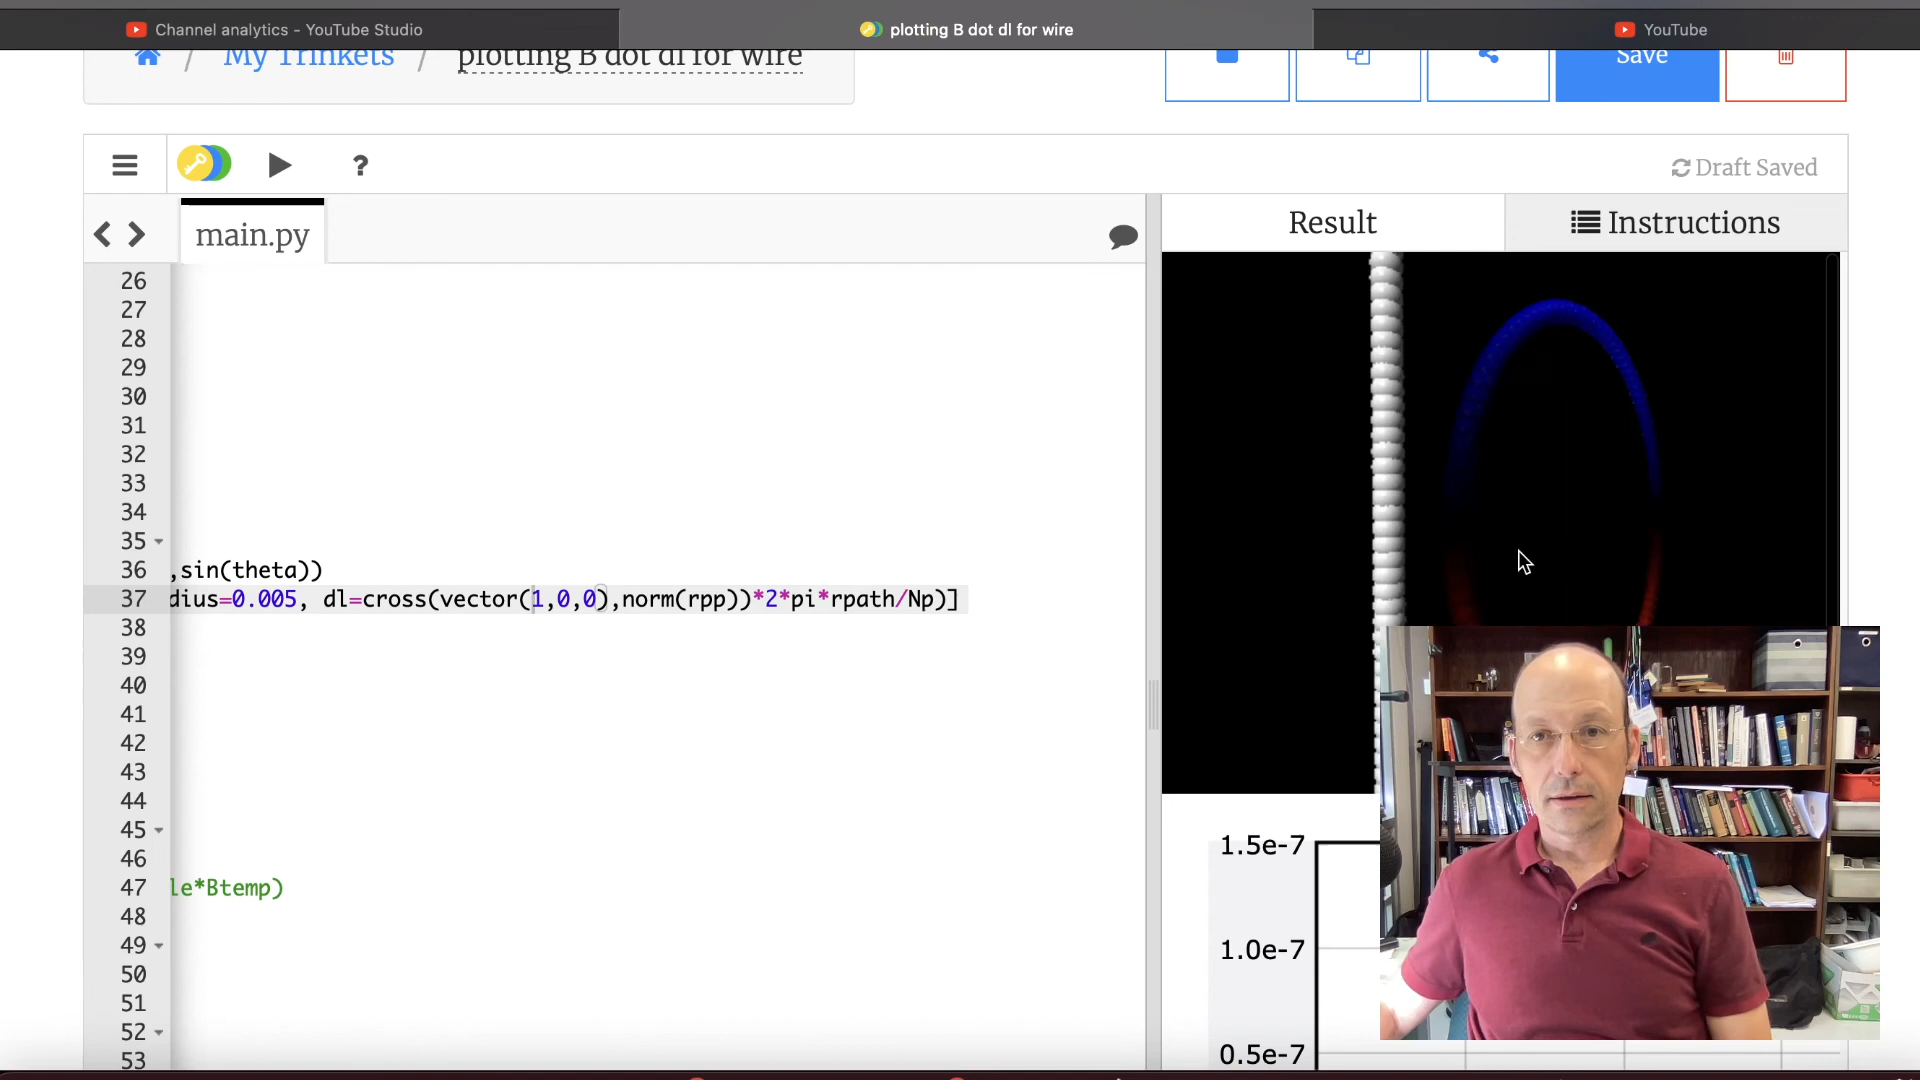 Channel analytics - YouTube Studio
plotting B dot dl for wire
YouTube
/ My Trinkets / plotting B dot dl for wire
Save
?
Draft Saved
main.py
Result
Instructions
26
27
28
29
30
31
32
33
34
35
36 ,sin(theta))
37 dius=0.005, dl=cross(vector(1,0,0),norm(rpp))*2*pi*rpath/Np)]
38
39
40
41
42
43
44
45
46
47 le*Btemp)
48
49
50
51
52
53
1.5e-7
1.0e-7
0.5e-7